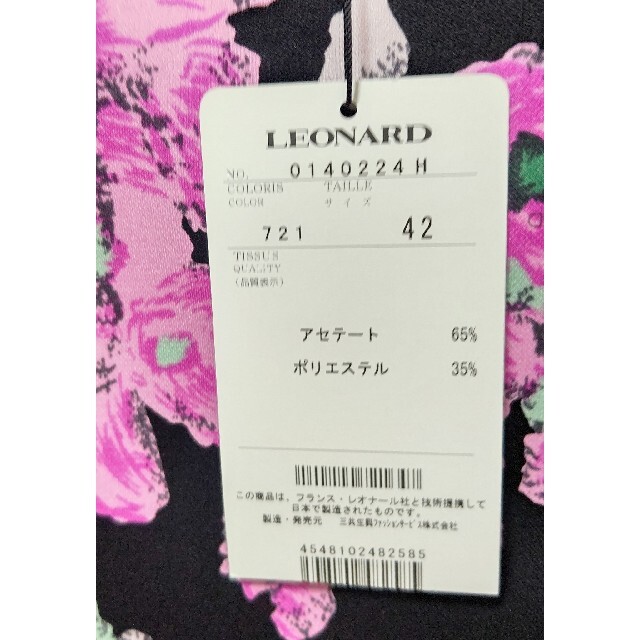 LEONARD
NO. 0140224H
COLORIS TAILLE
COLOR サイズ
721 42
TISSUS
QUALITY
(品質表示)
アセテート 65%
ポリエステル 35%
この商品は、フランス・レオナール社と技術提携して
日本で製造されたものです。
製造・発売元 三共生興ファッションサービス株式会社
4548102482585